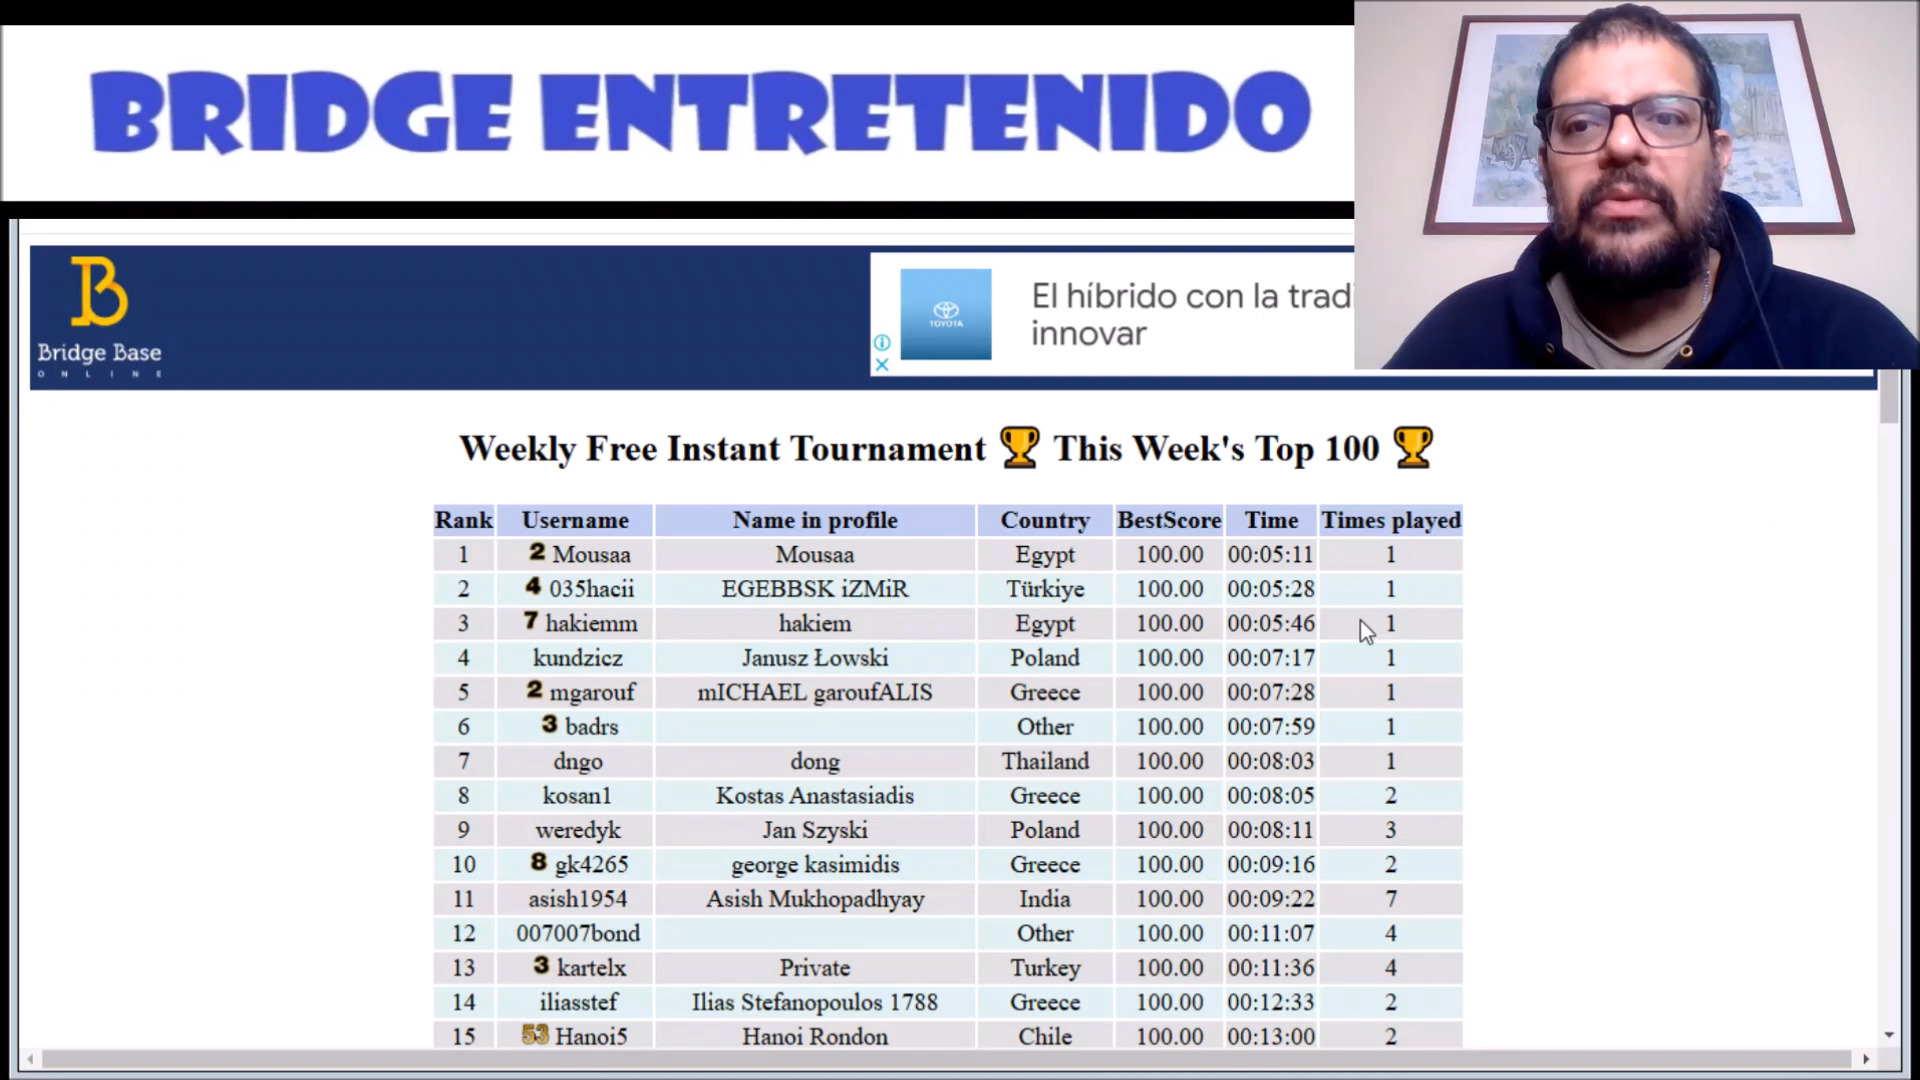 BRIDGE ENTRETENIDO
B
Bridge Base
ONLINE
TOYOTA
El híbrido con la tradi
innovar
Weekly Free Instant Tournament 🏆 This Week's Top 100 🏆
Rank Username Name in profile Country BestScore Time Times played
1 2 Mousaa Mousaa Egypt 100.00 00:05:11 1
2 4 035hacii EGEBBSK iZMiR Türkiye 100.00 00:05:28 1
3 7 hakiemm hakiem Egypt 100.00 00:05:46 1
4 kundzicz Janusz Łowski Poland 100.00 00:07:17 1
5 2 mgarouf mICHAEL garoufALIS Greece 100.00 00:07:28 1
6 3 badrs Other 100.00 00:07:59 1
7 dngo dong Thailand 100.00 00:08:03 1
8 kosan1 Kostas Anastasiadis Greece 100.00 00:08:05 2
9 weredyk Jan Szyski Poland 100.00 00:08:11 3
10 8 gk4265 george kasimidis Greece 100.00 00:09:16 2
11 asish1954 Asish Mukhopadhyay India 100.00 00:09:22 7
12 007007bond Other 100.00 00:11:07 4
13 3 kartelx Private Turkey 100.00 00:11:36 4
14 iliasstef Ilias Stefanopoulos 1788 Greece 100.00 00:12:33 2
15 53 Hanoi5 Hanoi Rondon Chile 100.00 00:13:00 2